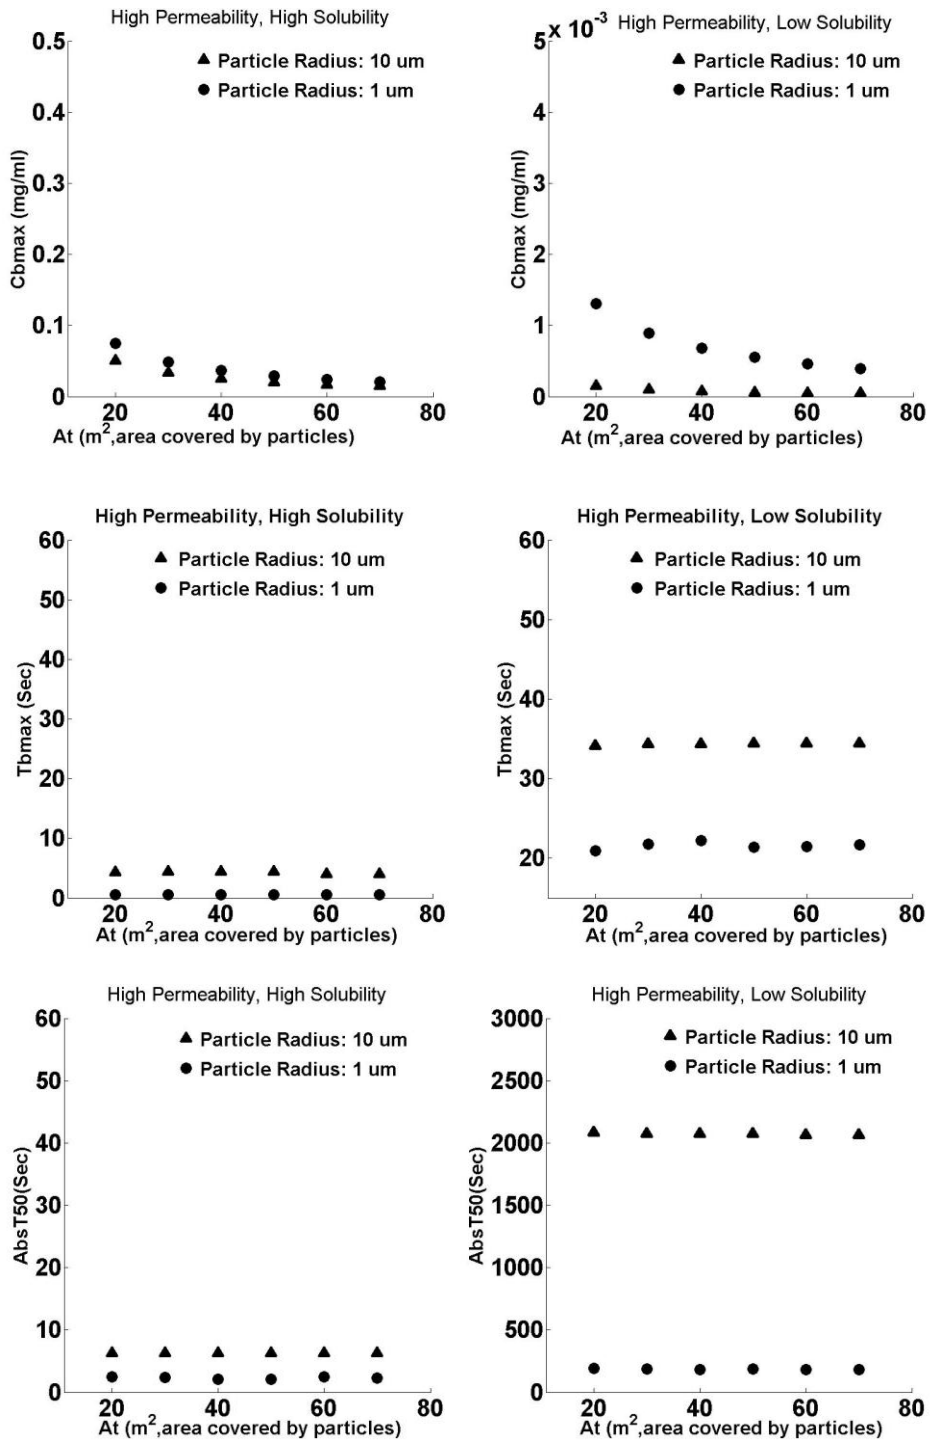 High Permeability, High Solubility
0.5
Particle Radius: 10 um
Particle Radius: 1 um
0.4
0.3
0.2
0.1
0
Cbmax (mg/ml)
20 40 60 80
At (m²,area covered by particles)
High Permeability, Low Solubility
5 x 10⁻³
Particle Radius: 10 um
Particle Radius: 1 um
4
3
2
1
0
Cbmax (mg/ml)
20 40 60 80
At (m²,area covered by particles)
High Permeability, High Solubility
60
Particle Radius: 10 um
Particle Radius: 1 um
50
40
30
20
10
0
Tbmax (Sec)
20 40 60 80
At (m²,area covered by particles)
High Permeability, Low Solubility
60
Particle Radius: 10 um
Particle Radius: 1 um
50
40
30
20
Tbmax (Sec)
20 40 60 80
At (m²,area covered by particles)
High Permeability, High Solubility
60
Particle Radius: 10 um
Particle Radius: 1 um
50
40
30
20
10
0
AbsT50(Sec)
20 40 60 80
At (m²,area covered by particles)
High Permeability, Low Solubility
3000
Particle Radius: 10 um
Particle Radius: 1 um
2500
2000
1500
1000
500
0
AbsT50(Sec)
20 40 60 80
At (m²,area covered by particles)